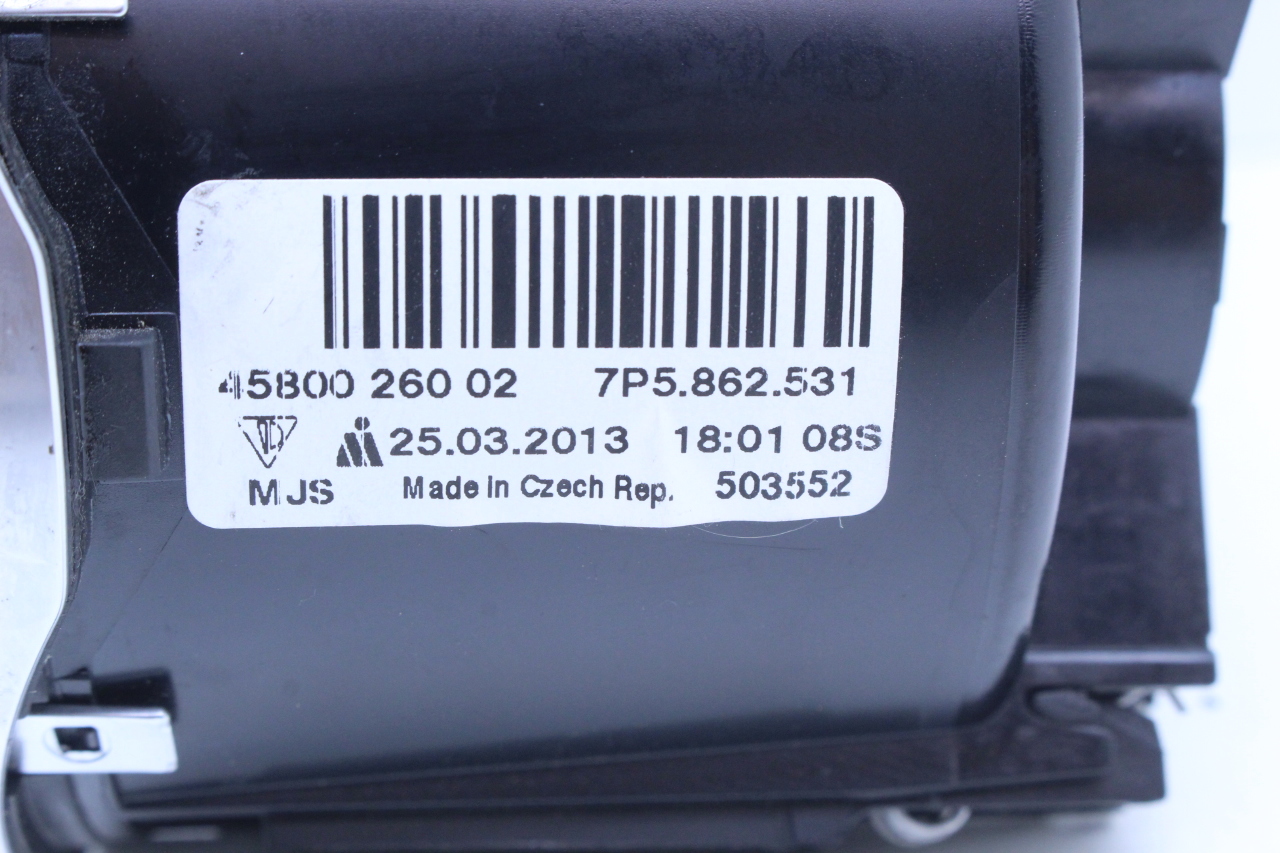 45800 260 02 7P5.862.531
25.03.2013 18:01 08S
MJS Made in Czech Rep. 503552